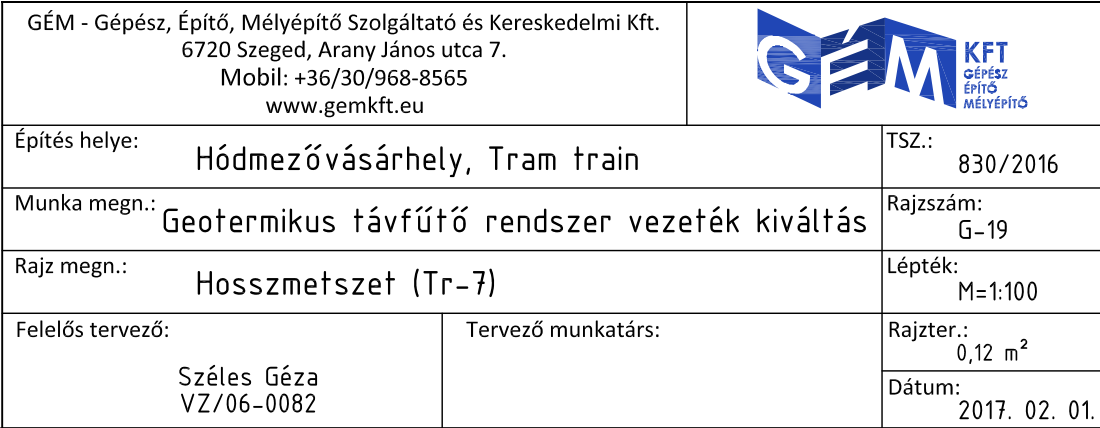 GÉM - Gépész, Építő, Mélyépítő Szolgáltató és Kereskedelmi Kft.
6720 Szeged, Arany János utca 7.
Mobil: +36/30/968-8565
www.gemkft.eu
GÉM KFT
GÉPÉSZ
ÉPÍTŐ
MÉLYÉPÍTŐ
Építés helye:
Hódmezővásárhely, Tram train
TSZ.:
830/2016
Munka megn.:
Geotermikus távfűtő rendszer vezeték kiváltás
Rajzszám:
G-19
Rajz megn.:
Hosszmetszet (Tr-7)
Lépték:
M=1:100
Felelős tervező:
Széles Géza
VZ/06-0082
Tervező munkatárs:
Rajzter.:
0,12 m²
Dátum:
2017. 02. 01.